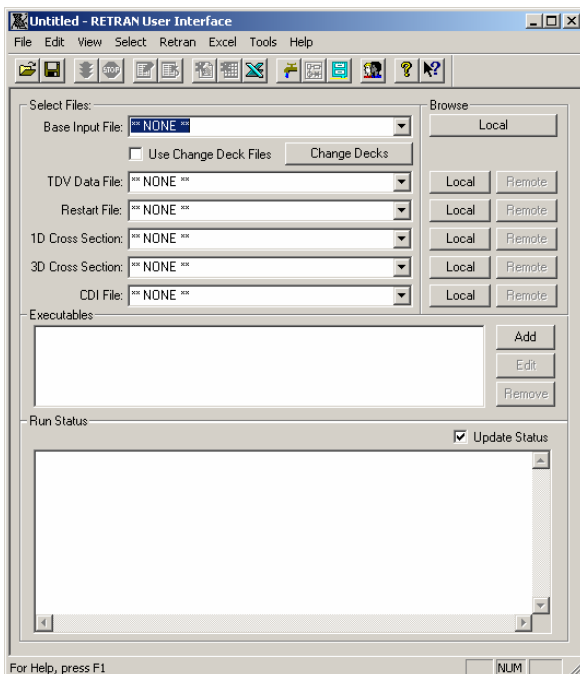 Untitled - RETRAN User Interface
File Edit View Select Retran Excel Tools Help
STOP
Select Files:
Browse
Base Input File: ** NONE **
Local
Use Change Deck Files
Change Decks
TDV Data File: ** NONE ** Local Remote
Restart File: ** NONE ** Local Remote
1D Cross Section: ** NONE ** Local Remote
3D Cross Section: ** NONE ** Local Remote
CDI File: ** NONE ** Local Remote
Executables
Add
Edit
Remove
Run Status
Update Status
For Help, press F1
NUM